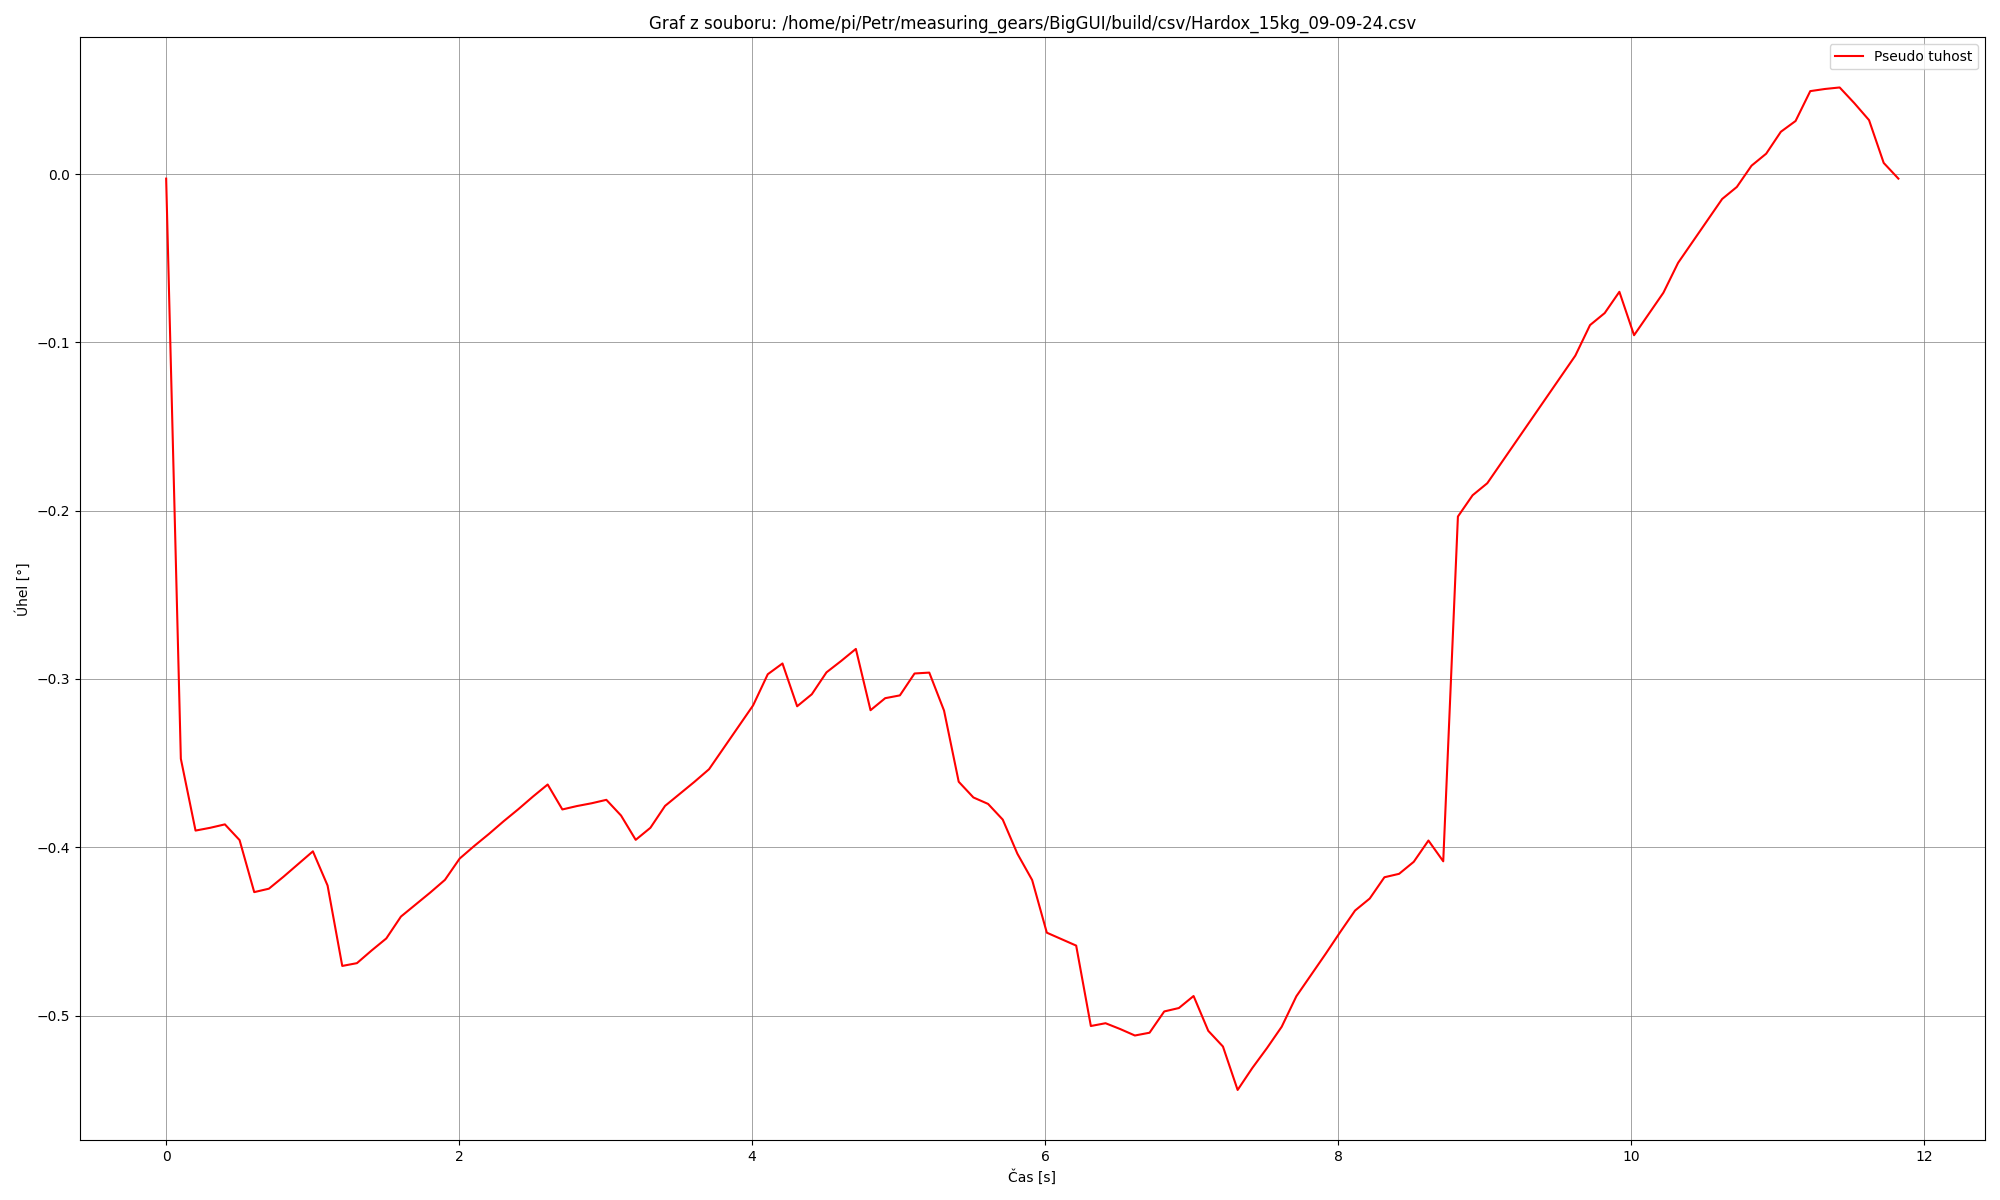 Graf z souboru: /home/pi/Petr/measuring_gears/BigGUI/build/csv/Hardox_15kg_09-09-24.csv
Pseudo tuhost
0.0
−0.1
−0.2
−0.3
−0.4
−0.5
Úhel [°]
0 2 4 6 8 10 12
Čas [s]